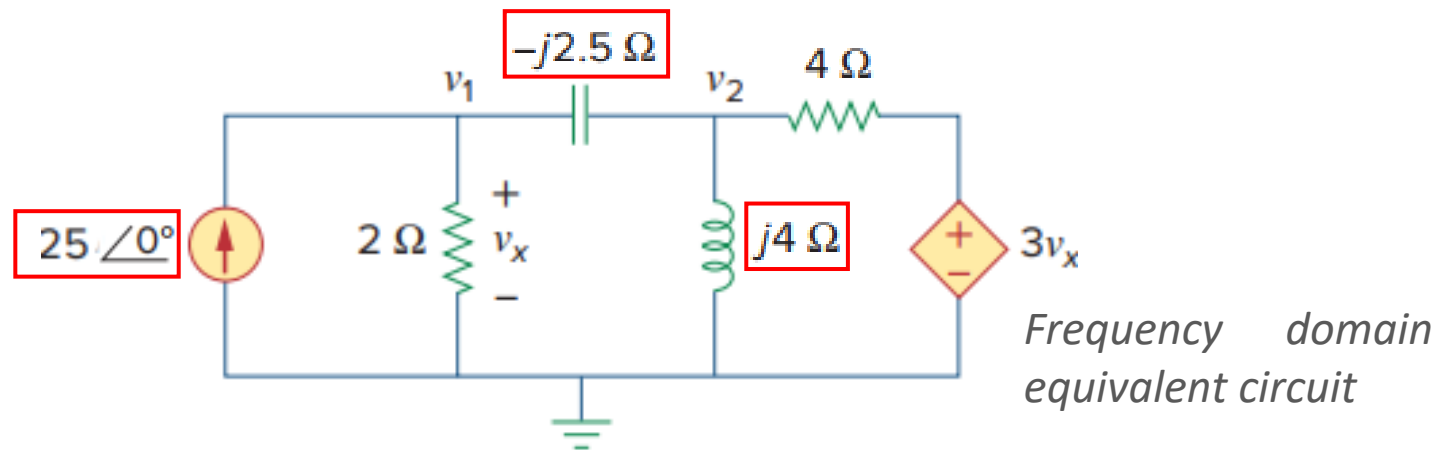 –j2.5 Ω
v1
v2
4 Ω
25 ∠0°
2 Ω
+
vx
–
j4 Ω
+
–
3vx
Frequency domain
equivalent circuit